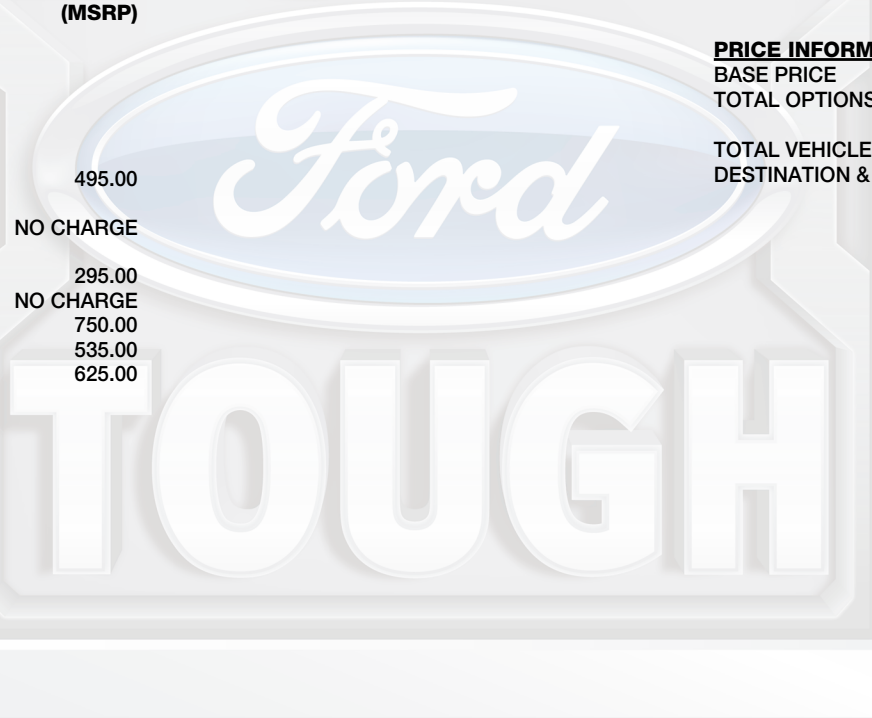 (MSRP)
PRICE INFORM
BASE PRICE
TOTAL OPTIONS
TOTAL VEHICLE
DESTINATION &
495.00
NO CHARGE
295.00
NO CHARGE
750.00
535.00
625.00
Ford
TOUGH